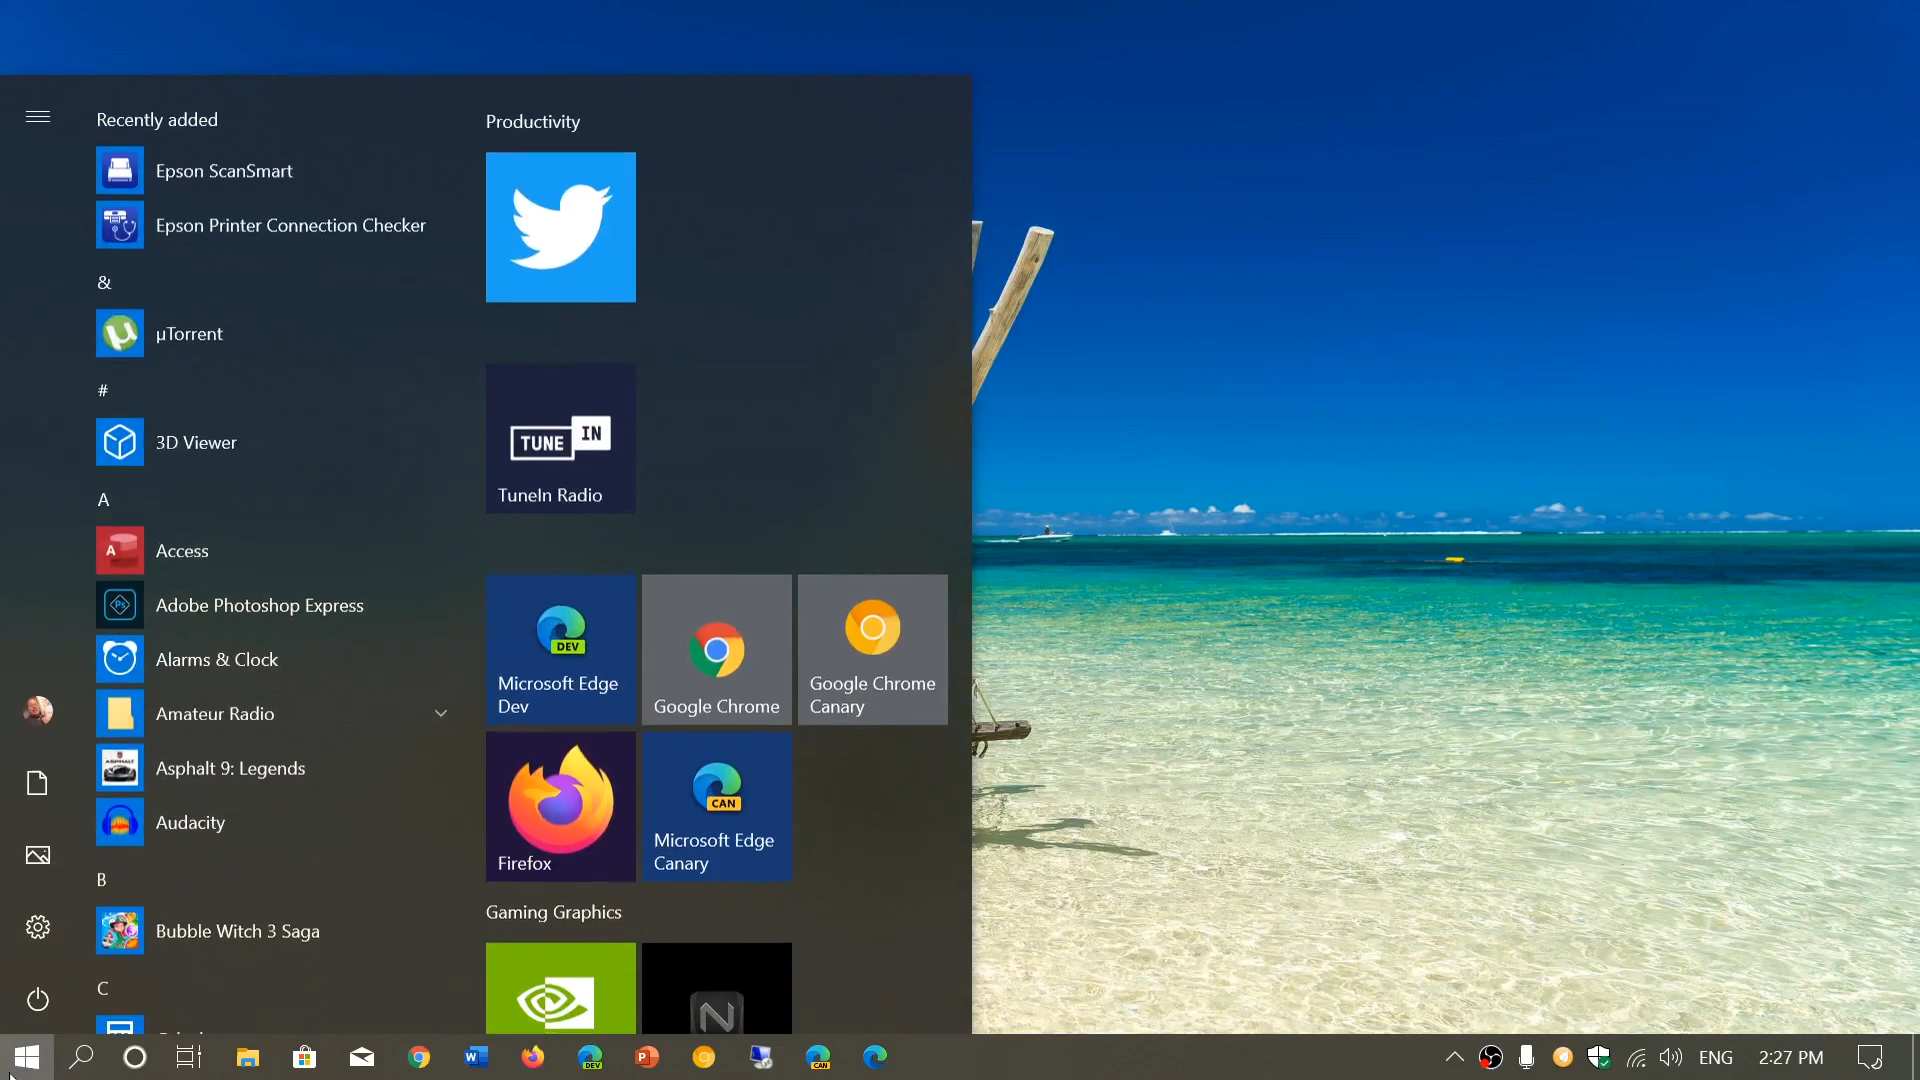 Recently added
Epson ScanSmart
Epson Printer Connection Checker
&
µTorrent
#
3D Viewer
A
Access
Adobe Photoshop Express
Alarms & Clock
Amateur Radio
Asphalt 9: Legends
Audacity
B
Bubble Witch 3 Saga
C
Productivity
TUNE IN
TuneIn Radio
DEV
Microsoft Edge
Dev
Google Chrome
Google Chrome
Canary
Firefox
CAN
Microsoft Edge
Canary
Gaming Graphics
ENG
2:27 PM